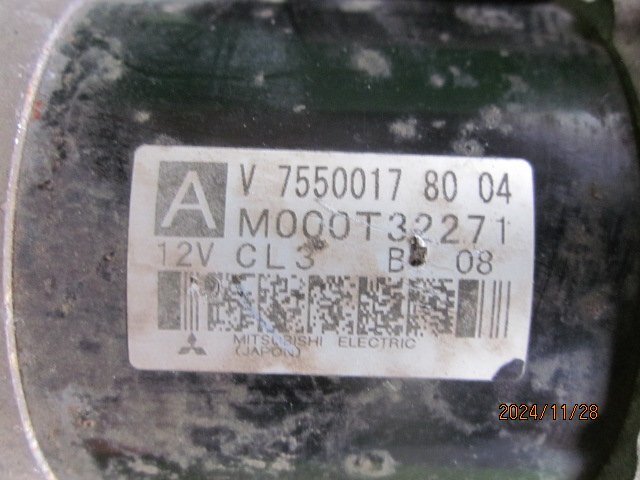 A
V 7550017 80 04
M000T32271
12V CL3 08
MITSUBISHI ELECTRIC
(JAPON)
2024/11/28